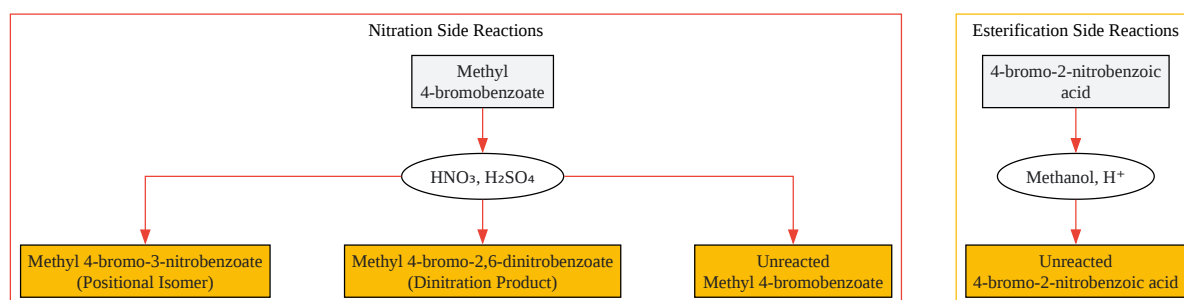 Nitration Side Reactions
Methyl
4-bromobenzoate
HNO₃, H₂SO₄
Methyl 4-bromo-3-nitrobenzoate
(Positional Isomer)
Methyl 4-bromo-2,6-dinitrobenzoate
(Dinitration Product)
Unreacted
Methyl 4-bromobenzoate
Esterification Side Reactions
4-bromo-2-nitrobenzoic
acid
Methanol, H⁺
Unreacted
4-bromo-2-nitrobenzoic acid